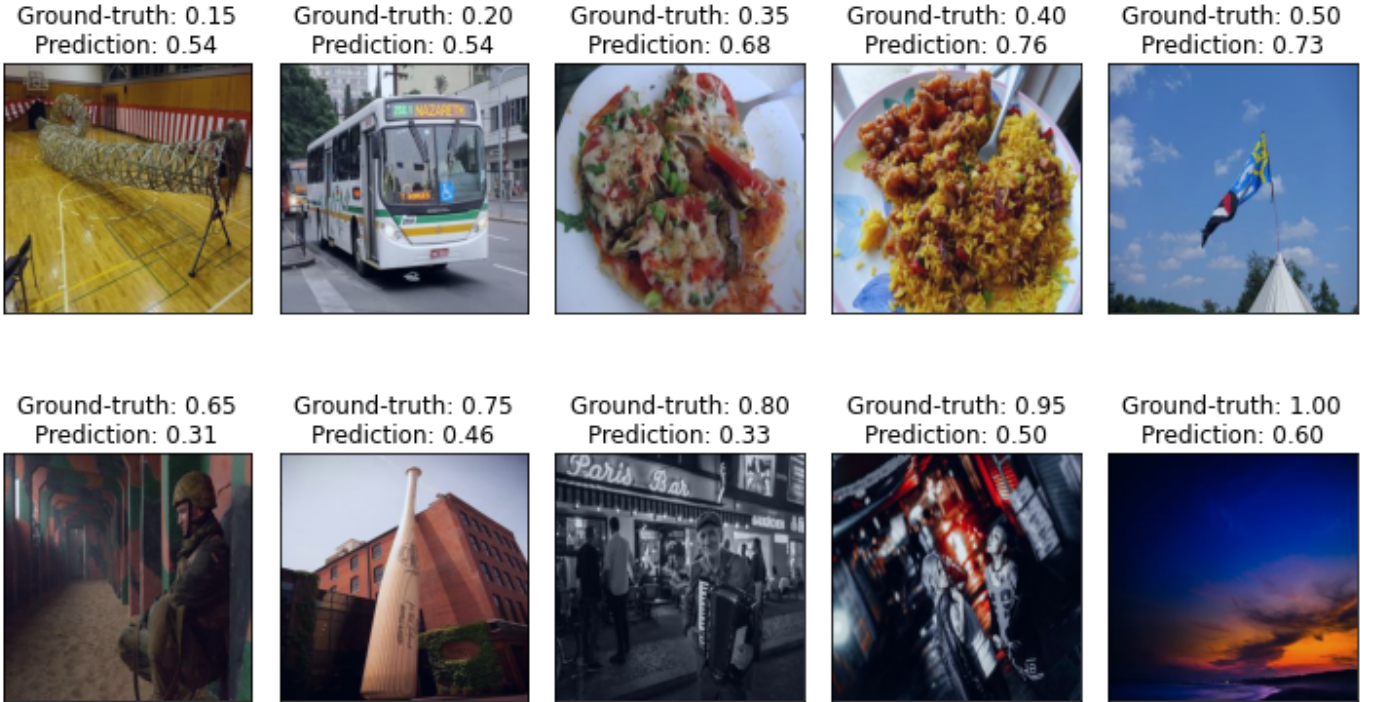 Ground-truth: 0.15
Prediction: 0.54
Ground-truth: 0.20
Prediction: 0.54
Ground-truth: 0.35
Prediction: 0.68
Ground-truth: 0.40
Prediction: 0.76
Ground-truth: 0.50
Prediction: 0.73
NAZARETH
Ground-truth: 0.65
Prediction: 0.31
Ground-truth: 0.75
Prediction: 0.46
Ground-truth: 0.80
Prediction: 0.33
Ground-truth: 0.95
Prediction: 0.50
Ground-truth: 1.00
Prediction: 0.60
Paris Bar